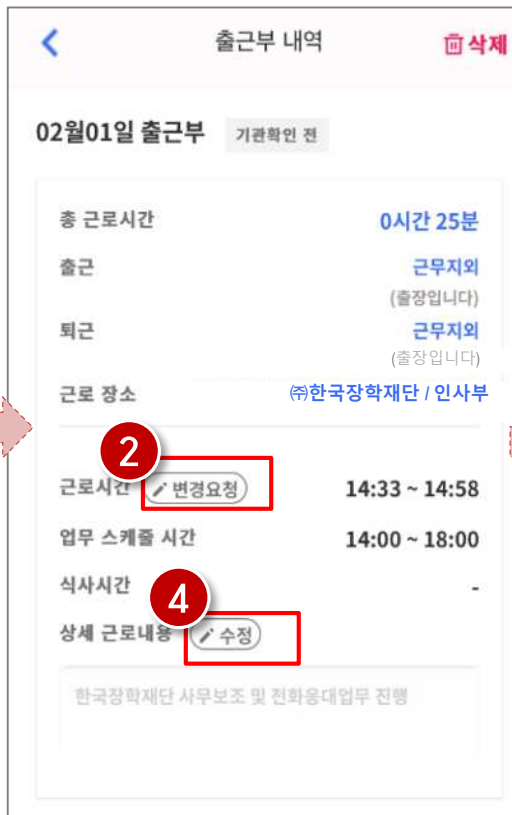 출근부 내역
삭제
02월01일 출근부 기관확인 전
총 근로시간 0시간 25분
출근 근무지외
(출장입니다)
퇴근 근무지외
(출장입니다)
근로 장소 ㈜한국장학재단 / 인사부
2
근로시간 변경요청 14:33 ~ 14:58
업무 스케줄 시간 14:00 ~ 18:00
식사시간 -
4
상세 근로내용 수정
한국장학재단 사무보조 및 전화응대업무 진행